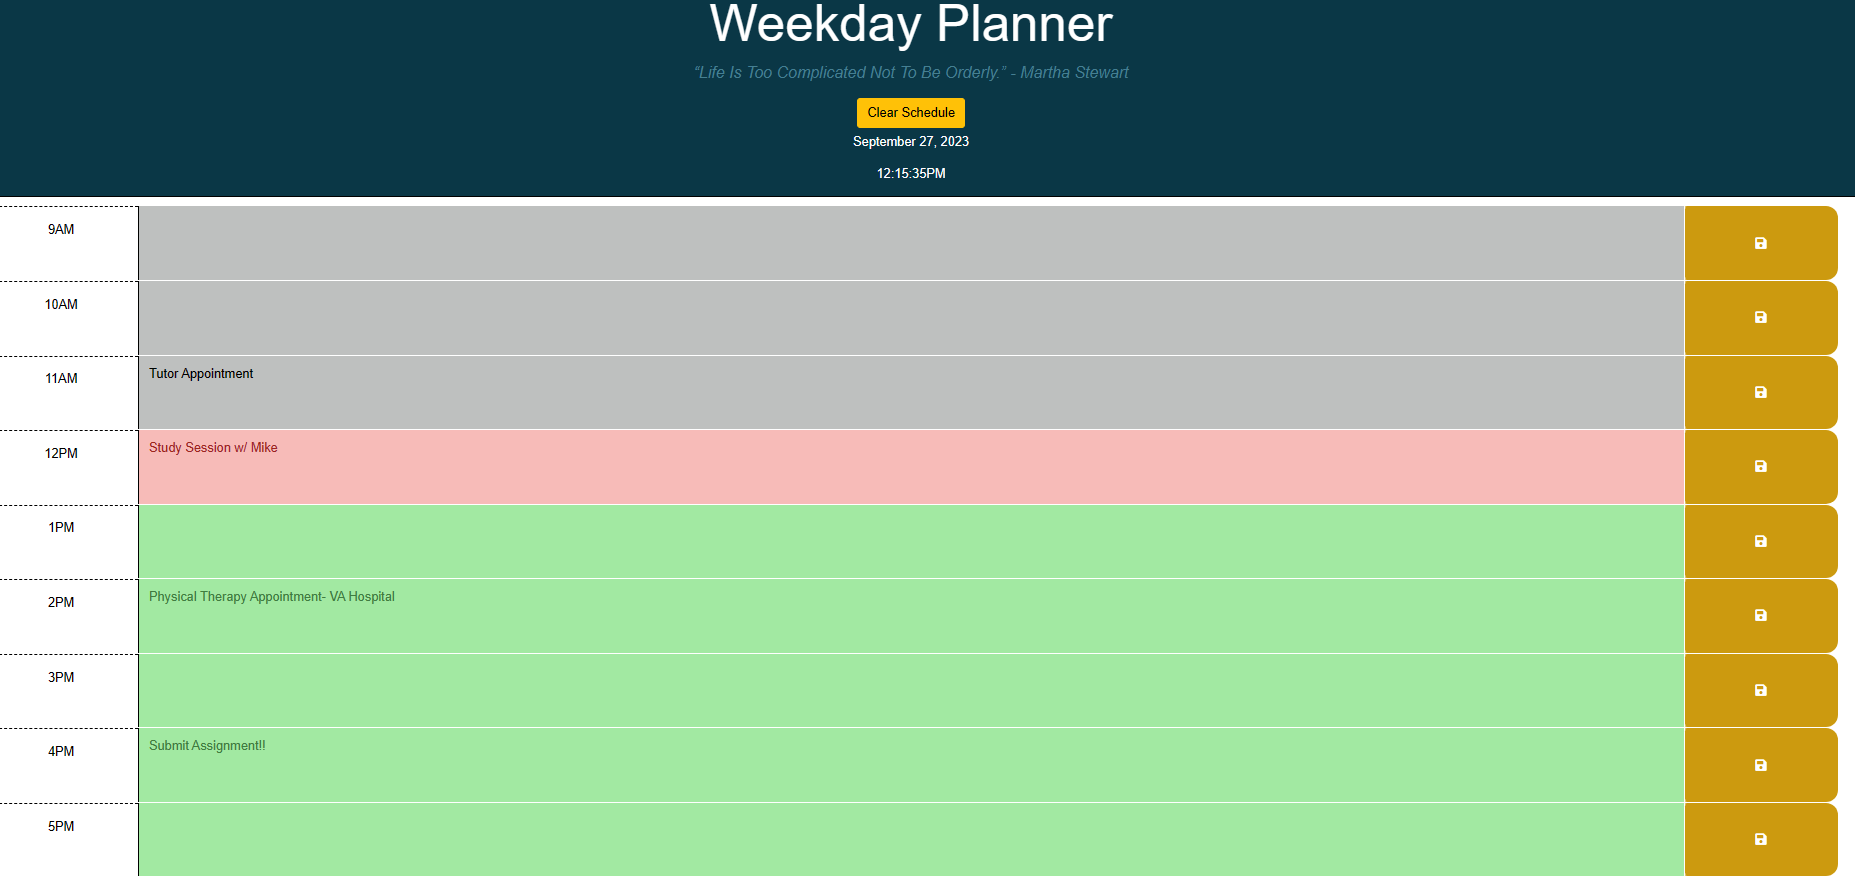 Weekday Planner
“Life Is Too Complicated Not To Be Orderly.” - Martha Stewart
Clear Schedule
September 27, 2023
12:15:35PM
9AM
10AM
11AM Tutor Appointment
12PM Study Session w/ Mike
1PM
2PM Physical Therapy Appointment- VA Hospital
3PM
4PM Submit Assignment!!
5PM